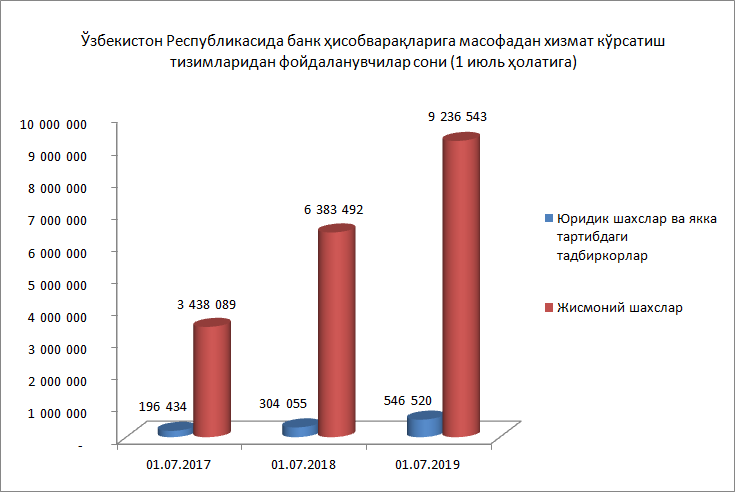 Ўзбекистон Республикасида банк ҳисобварақларига масофадан хизмат кўрсатиш
тизимларидан фойдаланувчилар сони (1 июль ҳолатига)
10 000 000
9 000 000
8 000 000
7 000 000
6 000 000
5 000 000
4 000 000
3 000 000
2 000 000
1 000 000
-
196 434
3 438 089
304 055
6 383 492
546 520
9 236 543
01.07.2017
01.07.2018
01.07.2019
Юридик шахслар ва якка
тартибдаги
тадбиркорлар
Жисмоний шахслар